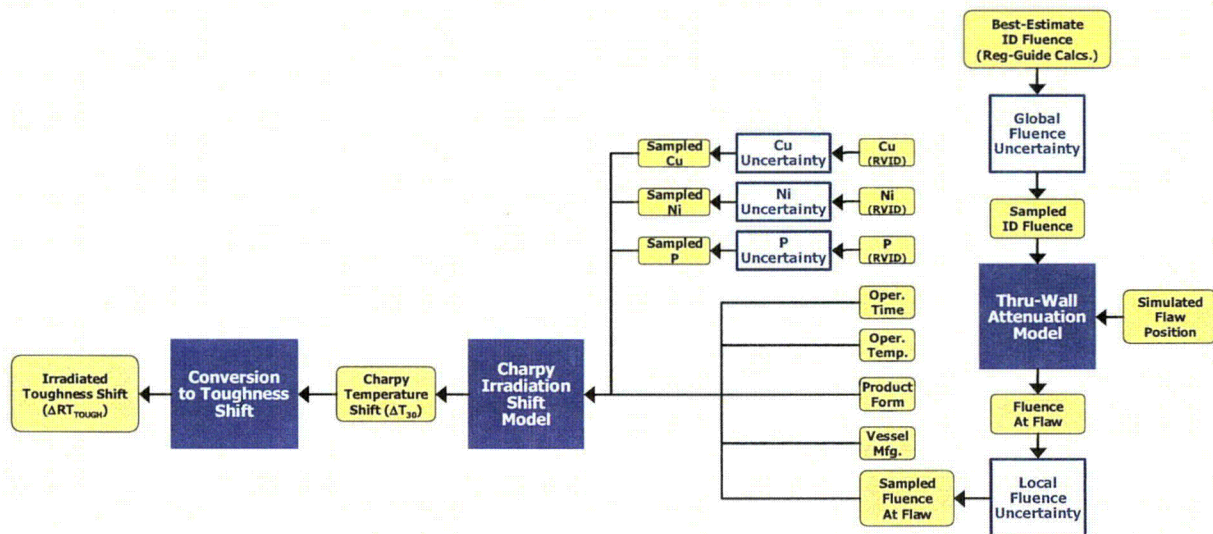 Best-Estimate
ID Fluence
(Reg-Guide Calcs.)
Global
Fluence
Uncertainty
Sampled
Cu
Cu
Uncertainty
Cu
(RVID)
Sampled
Ni
Ni
Uncertainty
Ni
(RVID)
Sampled
ID Fluence
Sampled
P
P
Uncertainty
P
(RVID)
Oper.
Time
Thru-Wall
Attenuation
Model
Simulated
Flaw
Position
Oper.
Temp.
Irradiated
Toughness Shift
(ΔRT_TOUGH)
Conversion
to Toughness
Shift
Charpy
Temperature
Shift (ΔT₃₀)
Charpy
Irradiation
Shift
Model
Product
Form
Fluence
At Flaw
Vessel
Mfg.
Sampled
Fluence
At Flaw
Local
Fluence
Uncertainty